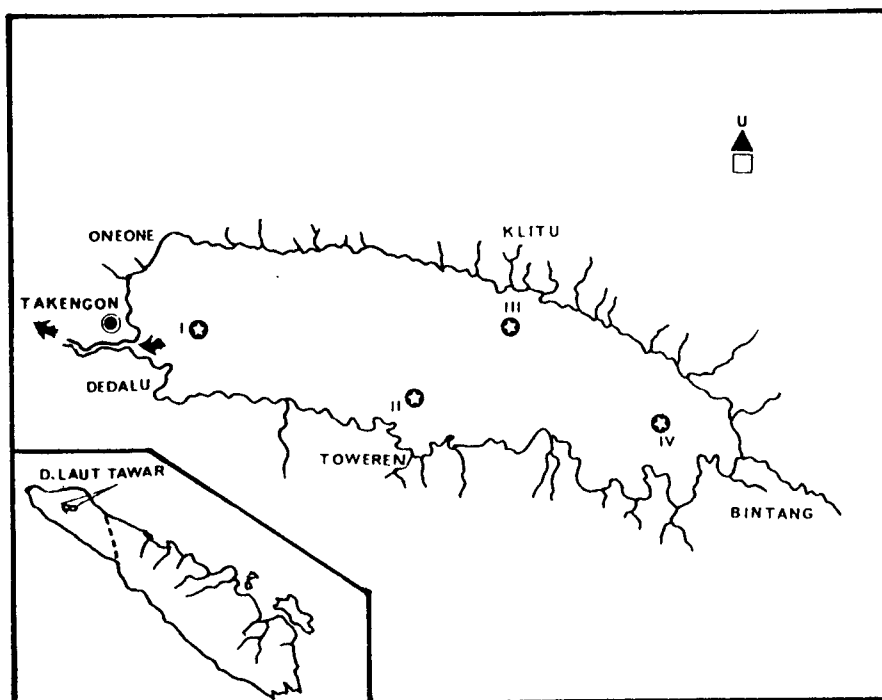 U
ONEONE
KLITU
TAKENGON
III
I
DEDALU
II
TOWEREN
IV
D. LAUT TAWAR
BINTANG